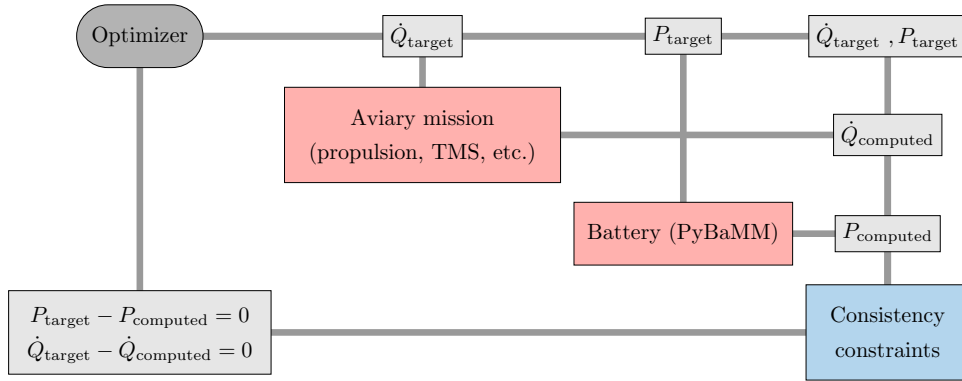 Optimizer
Q̇target
Ptarget
Q̇target , Ptarget
Aviary mission
(propulsion, TMS, etc.)
Q̇computed
Battery (PyBaMM)
Pcomputed
Ptarget − Pcomputed = 0
Q̇target − Q̇computed = 0
Consistency
constraints